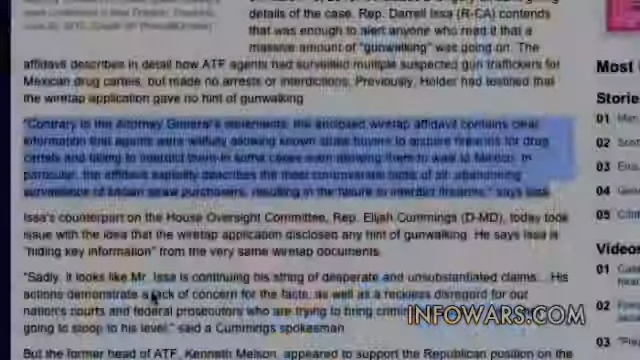 details of the case. Rep. Darrell Issa (R-CA) contends
that was enough to alert anyone who read it that a
massive amount of "gunwalking" was going on. The
affidavit describes in detail how ATF agents had surveilled multiple suspected gun traffickers for
Mexican drug cartels, but made no arrests or interdictions. Previously, Holder had testified that
the wiretap application gave no hint of gunwalking
"Contrary to the Attorney General's statements, the enclosed wiretap affidavit contains clear
information that agents were willfully allowing known straw buyers to acquire firearms for drug
cartels and failing to interdict them-in some cases even allowing them to walk to Mexico. In
particular, the affidavit explicitly describes the most controversial tactic of all: abandoning
surveillance of known straw purchasers, resulting in the failure to interdict firearms," says Issa
Issa's counterpart on the House Oversight Committee, Rep. Elijah Cummings (D-MD), today took
issue with the idea that the wiretap application disclosed any hint of gunwalking. He says Issa is
"hiding key information" from the very same wiretap documents.
"Sadly, it looks like Mr. Issa is continuing his string of desperate and unsubstantiated claims... His
actions demonstrate a lack of concern for the facts, as well as a reckless disregard for our
nation's courts and federal prosecutors who are trying to bring
going to stoop to his level." said a Cummings spokesman.
But the former head of ATF, Kenneth Melson, appeared to support the Republican position on the
Most
Storie
01 Man
02
03
04
05
Videos
01
02
03
INFOWARS.COM